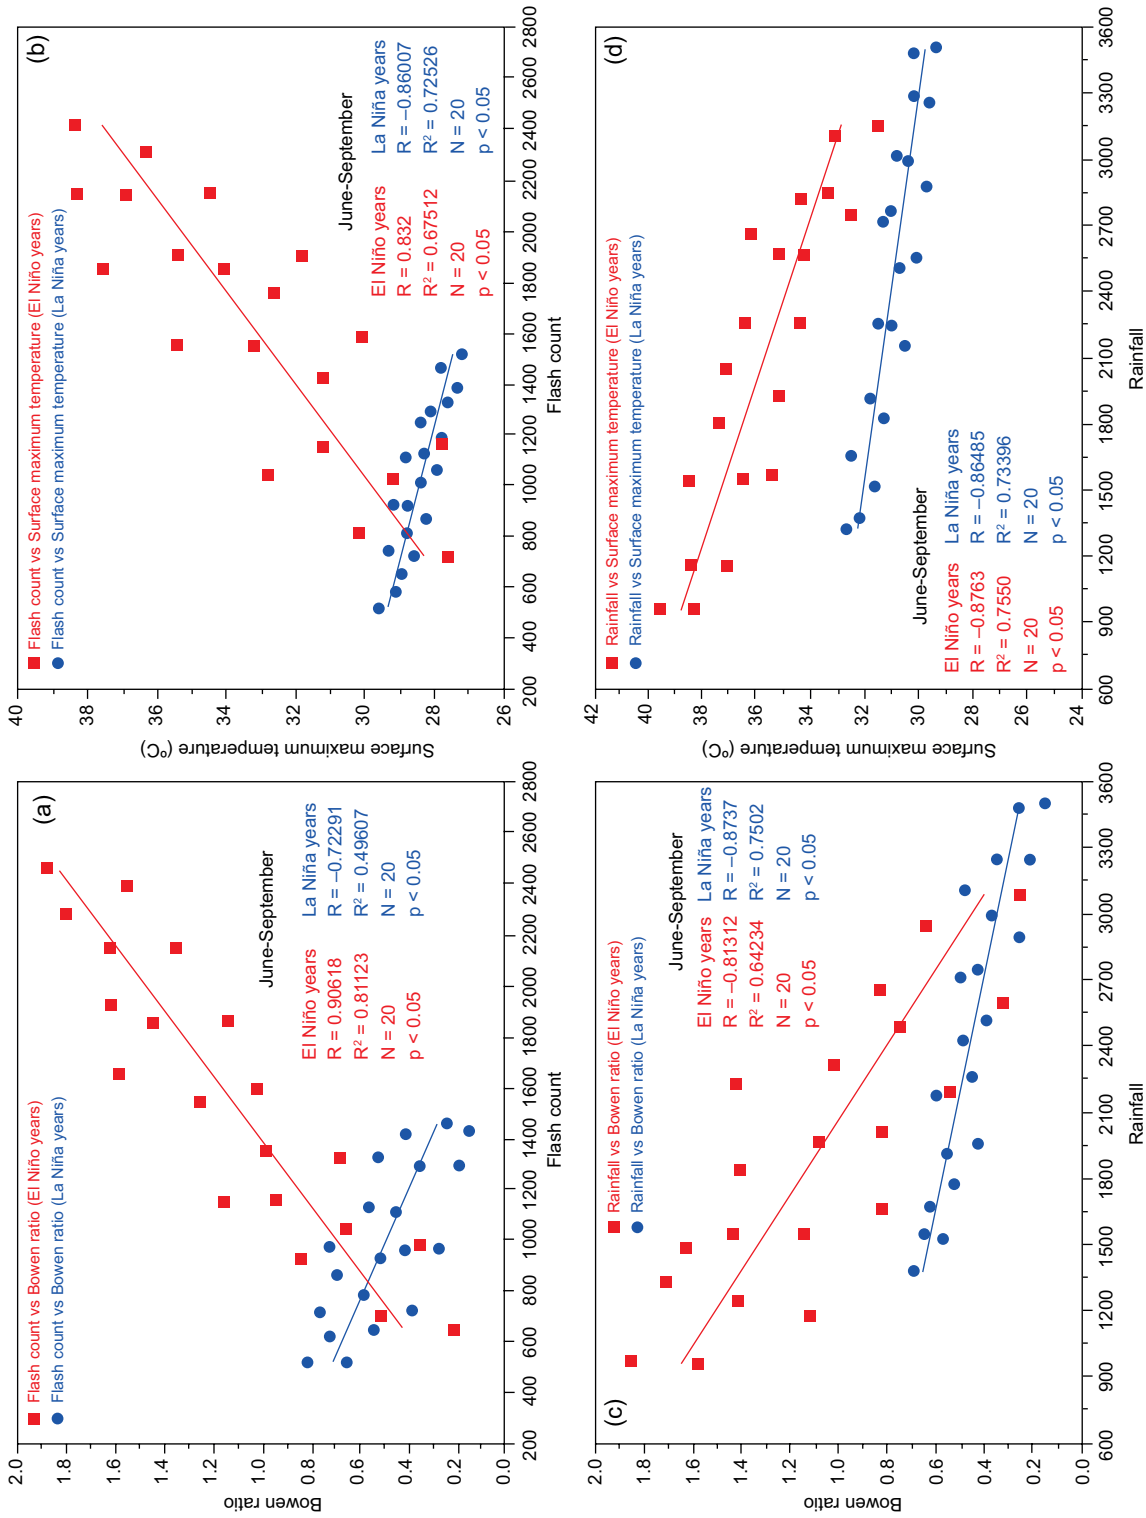 (a)
Flash count vs Bowen ratio (El Niño years)
Flash count vs Bowen ratio (La Niña years)
June-September
El Niño years La Niña years
R = 0.90618 R = –0.72291
R² = 0.81123 R² = 0.49607
N = 20 N = 20
p < 0.05 p < 0.05
2.0
1.8
1.6
1.4
1.2
1.0
0.8
0.6
0.4
0.2
Bowen ratio
200 400 600 800 1000 1200 1400 1600 1800 2000 2200 2400 2600 2800
Flash count
(b)
Flash count vs Surface maximum temperature (El Niño years)
Flash count vs Surface maximum temperature (La Niña years)
June-September
El Niño years La Niña years
R = 0.832 R = –0.86007
R² = 0.67512 R² = 0.72526
N = 20 N = 20
p < 0.05 p < 0.05
40
38
36
34
32
30
28
26
Surface maximum temperature (ºC)
200 400 600 800 1000 1200 1400 1600 1800 2000 2200 2400 2600 2800
Flash count
(c)
Rainfall vs Bowen ratio (El Niño years)
Rainfall vs Bowen ratio (La Niña years)
June-September
El Niño years La Niña years
R = –0.81312 R = –0.8737
R² = 0.64234 R² = 0.7502
N = 20 N = 20
p < 0.05 p < 0.05
2.0
1.8
1.6
1.4
1.2
1.0
0.8
0.6
0.4
0.2
0.0
Bowen ratio
600 900 1200 1500 1800 2100 2400 2700 3000 3300 3600
Rainfall
(d)
Rainfall vs Surface maximum temperature (El Niño years)
Rainfall vs Surface maximum temperature (La Niña years)
June-September
El Niño years La Niña years
R = –0.8763 R = –0.86485
R² = 0.7550 R² = 0.73396
N = 20 N = 20
p < 0.05 p < 0.05
42
40
38
36
34
32
30
28
26
24
Surface maximum temperature (ºC)
600 900 1200 1500 1800 2100 2400 2700 3000 3300 3600
Rainfall